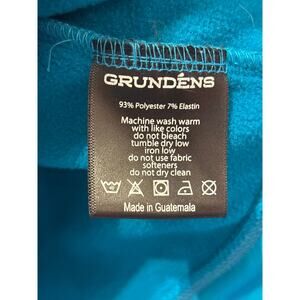 GRUNDÉNS
93% Polyester 7% Elastin
Machine wash warm
with like colors
do not bleach
tumble dry low
iron low
do not use fabric
softeners
do not dry clean
Made in Guatemala